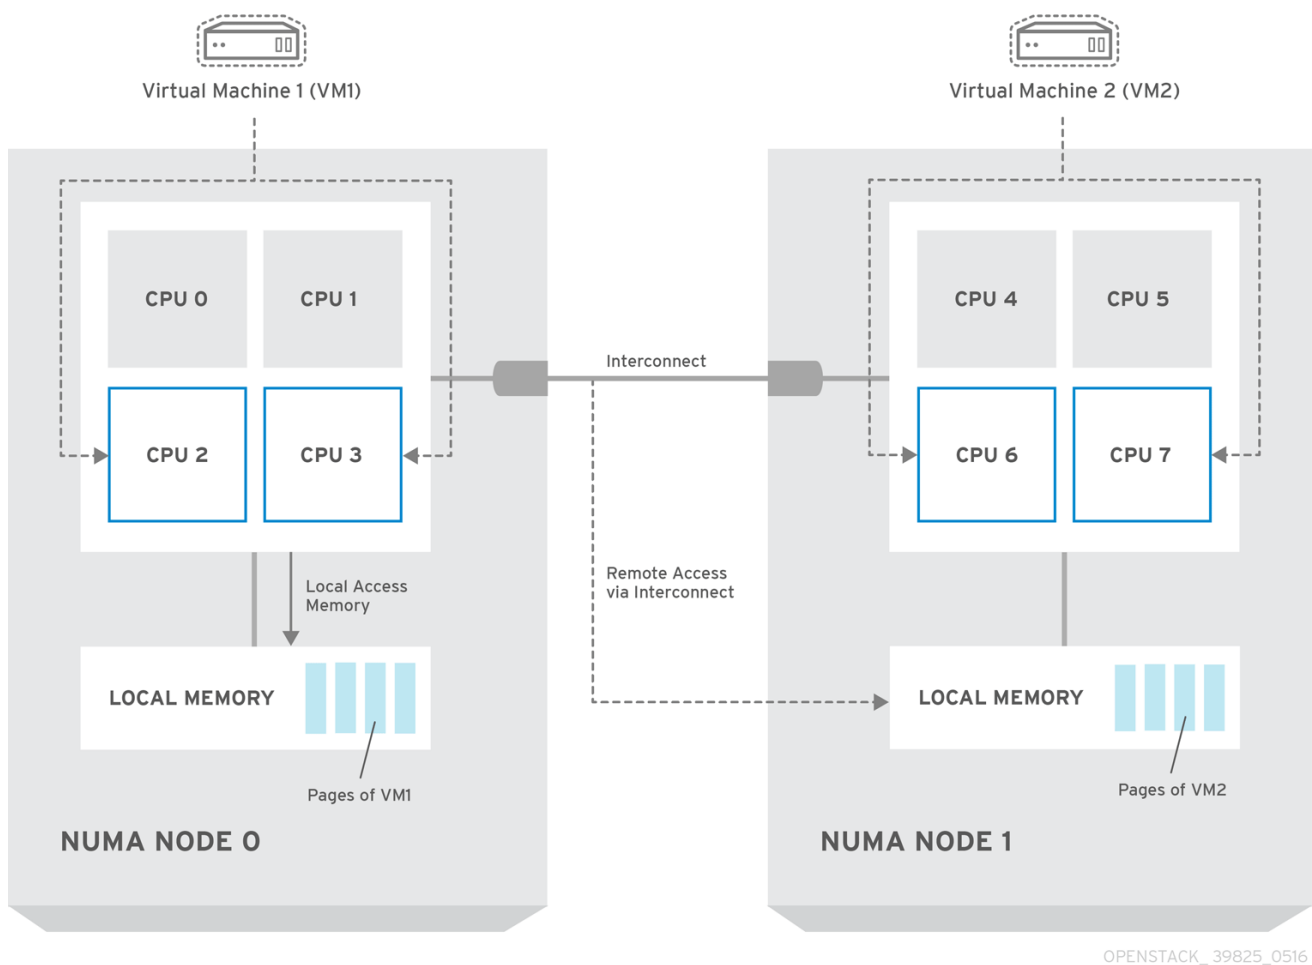 Virtual Machine 1 (VM1)
Virtual Machine 2 (VM2)
CPU 0
CPU 1
CPU 2
CPU 3
Interconnect
CPU 4
CPU 5
CPU 6
CPU 7
Local Access
Memory
Remote Access
via Interconnect
LOCAL MEMORY
Pages of VM1
LOCAL MEMORY
Pages of VM2
NUMA NODE 0
NUMA NODE 1
OPENSTACK_ 39825_0516